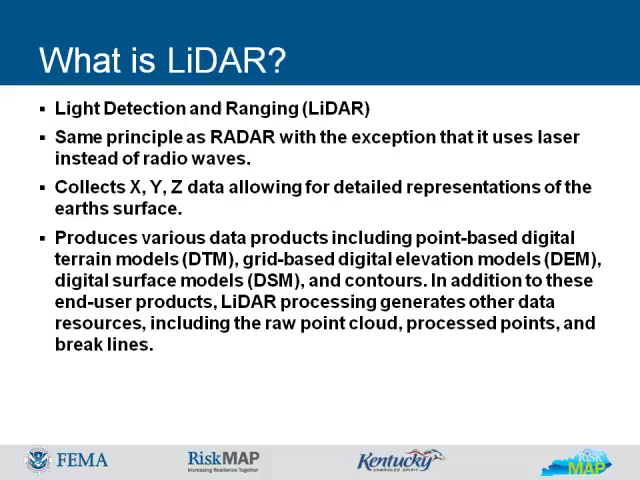 What is LiDAR?
▪ Light Detection and Ranging (LiDAR)
▪ Same principle as RADAR with the exception that it uses laser
instead of radio waves.
▪ Collects X, Y, Z data allowing for detailed representations of the
earths surface.
▪ Produces various data products including point-based digital
terrain models (DTM), grid-based digital elevation models (DEM),
digital surface models (DSM), and contours. In addition to these
end-user products, LiDAR processing generates other data
resources, including the raw point cloud, processed points, and
break lines.
FEMA
RiskMAP
Increasing Resilience Together
Kentucky
UNBRIDLED SPIRIT
RISK
MAP